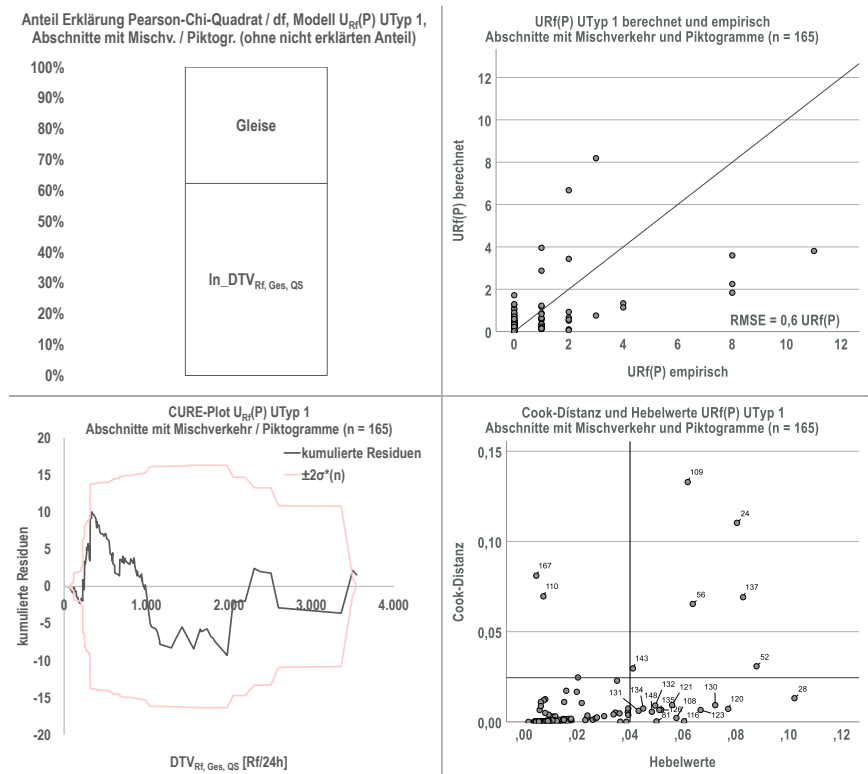 Anteil Erklärung Pearson-Chi-Quadrat / df, Modell U_Rf(P) UTyp 1,
Abschnitte mit Mischv. / Piktogr. (ohne nicht erklärten Anteil)
100%
90%
80%
70%
60%
50%
40%
30%
20%
10%
0%
Gleise
ln_DTV_Rf, Ges, QS
URf(P) UTyp 1 berechnet und empirisch
Abschnitte mit Mischverkehr und Piktogramme (n = 165)
URf(P) berechnet
12
10
8
6
4
2
0
RMSE = 0,6 URf(P)
0 2 4 6 8 10 12
URf(P) empirisch
CURE-Plot U_Rf(P) UTyp 1
Abschnitte mit Mischverkehr / Piktogramme (n = 165)
kumulierte Residuen
±2σ*(n)
kumulierte Residuen
20
15
10
5
0
-5
-10
-15
-20
0 1.000 2.000 3.000 4.000
DTV_Rf, Ges, QS [Rf/24h]
Cook-Distanz und Hebelwerte URf(P) UTyp 1
Abschnitte mit Mischverkehr und Piktogramme (n = 165)
Cook-Distanz
0,15
0,10
0,05
0,00
109
24
167
110
56
137
143
52
131
134
148
132
135
121
126
108
130
120
28
81
116
123
,00 ,02 ,04 ,06 ,08 ,10 ,12
Hebelwerte